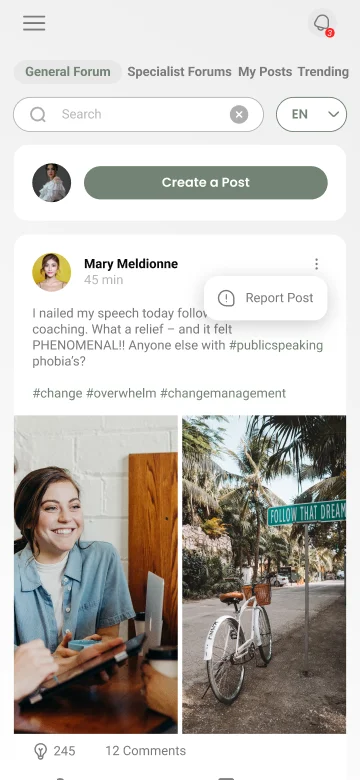 3
General Forum Specialist Forums My Posts Trending
Search EN
Create a Post
Mary Meldionne
45 min
Report Post
I nailed my speech today follow
coaching. What a relief – and it felt
PHENOMENAL!! Anyone else with #publicspeaking
phobia's?
#change #overwhelm #changemanagement
FOLLOW THAT DREAM
245 12 Comments